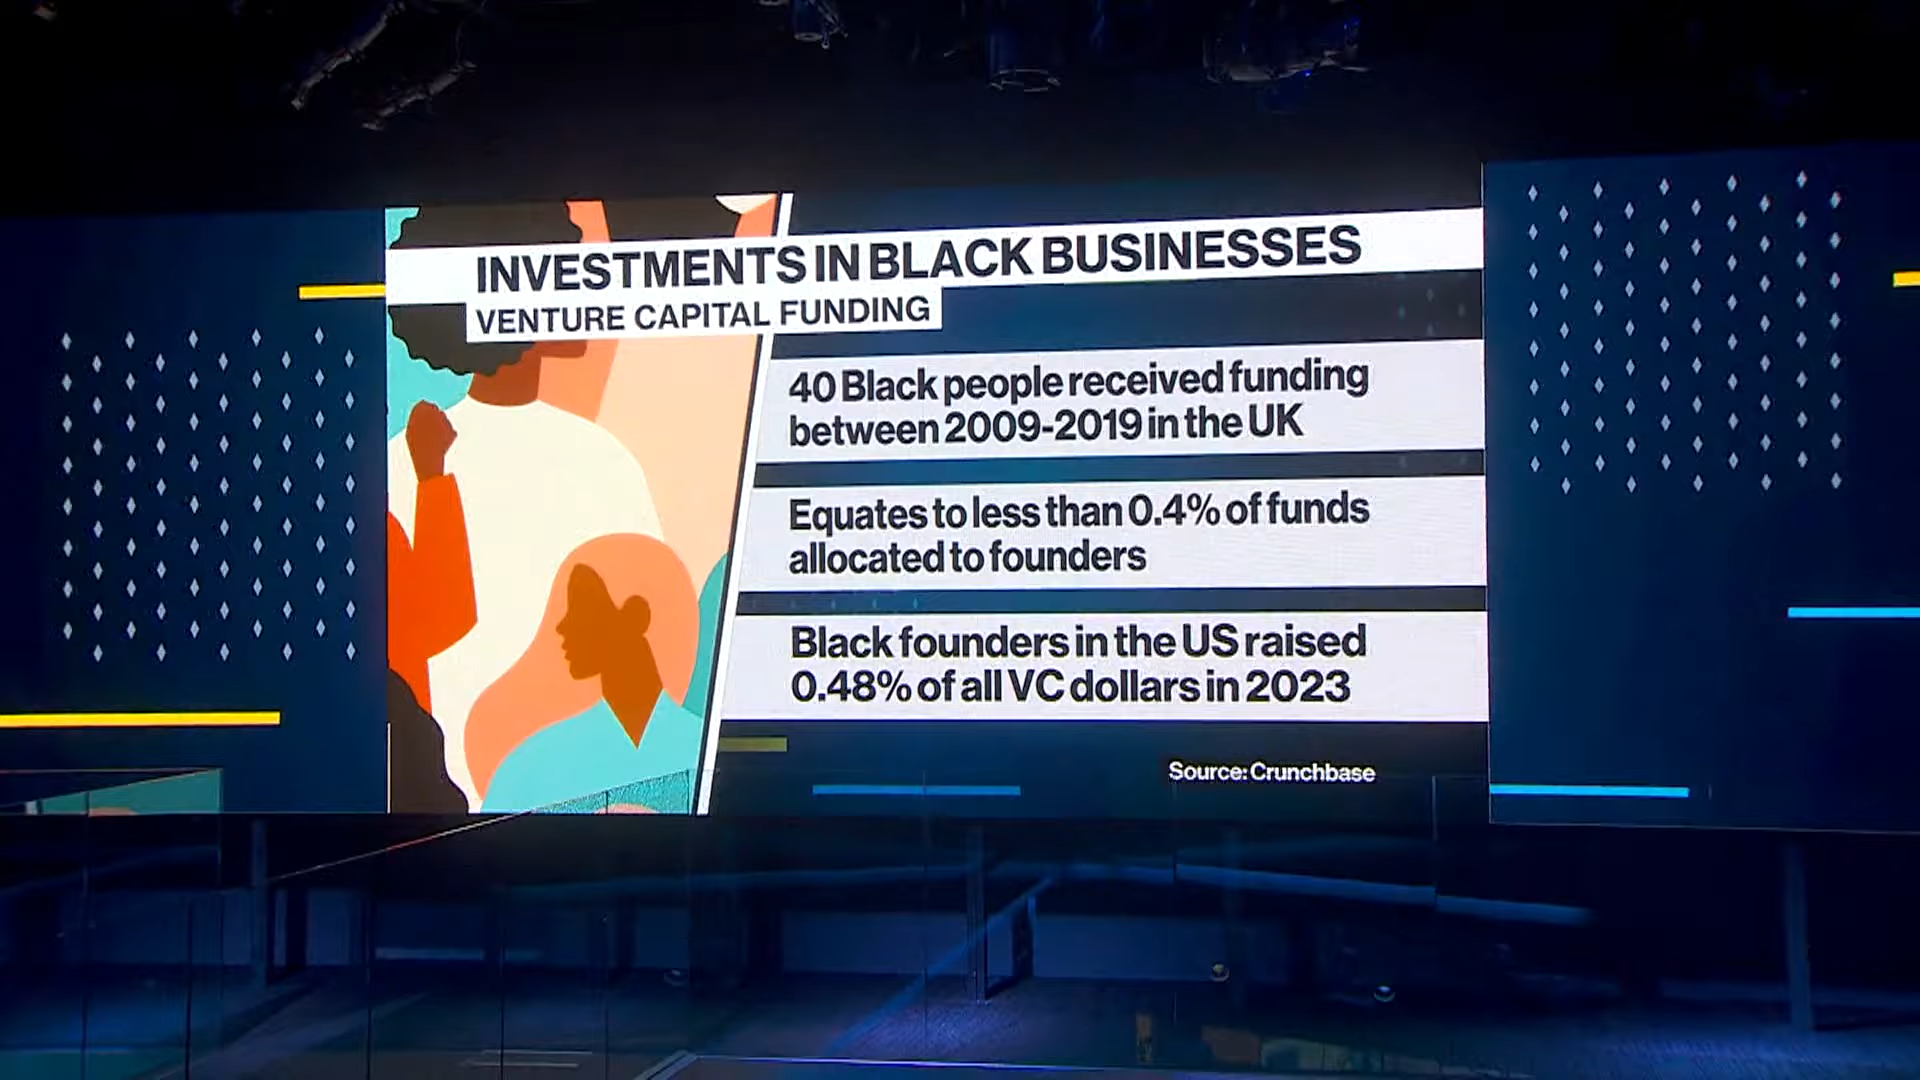 INVESTMENTS IN BLACK BUSINESSES
VENTURE CAPITAL FUNDING
40 Black people received funding
between 2009-2019 in the UK
Equates to less than 0.4% of funds
allocated to founders
Black founders in the US raised
0.48% of all VC dollars in 2023
Source: Crunchbase